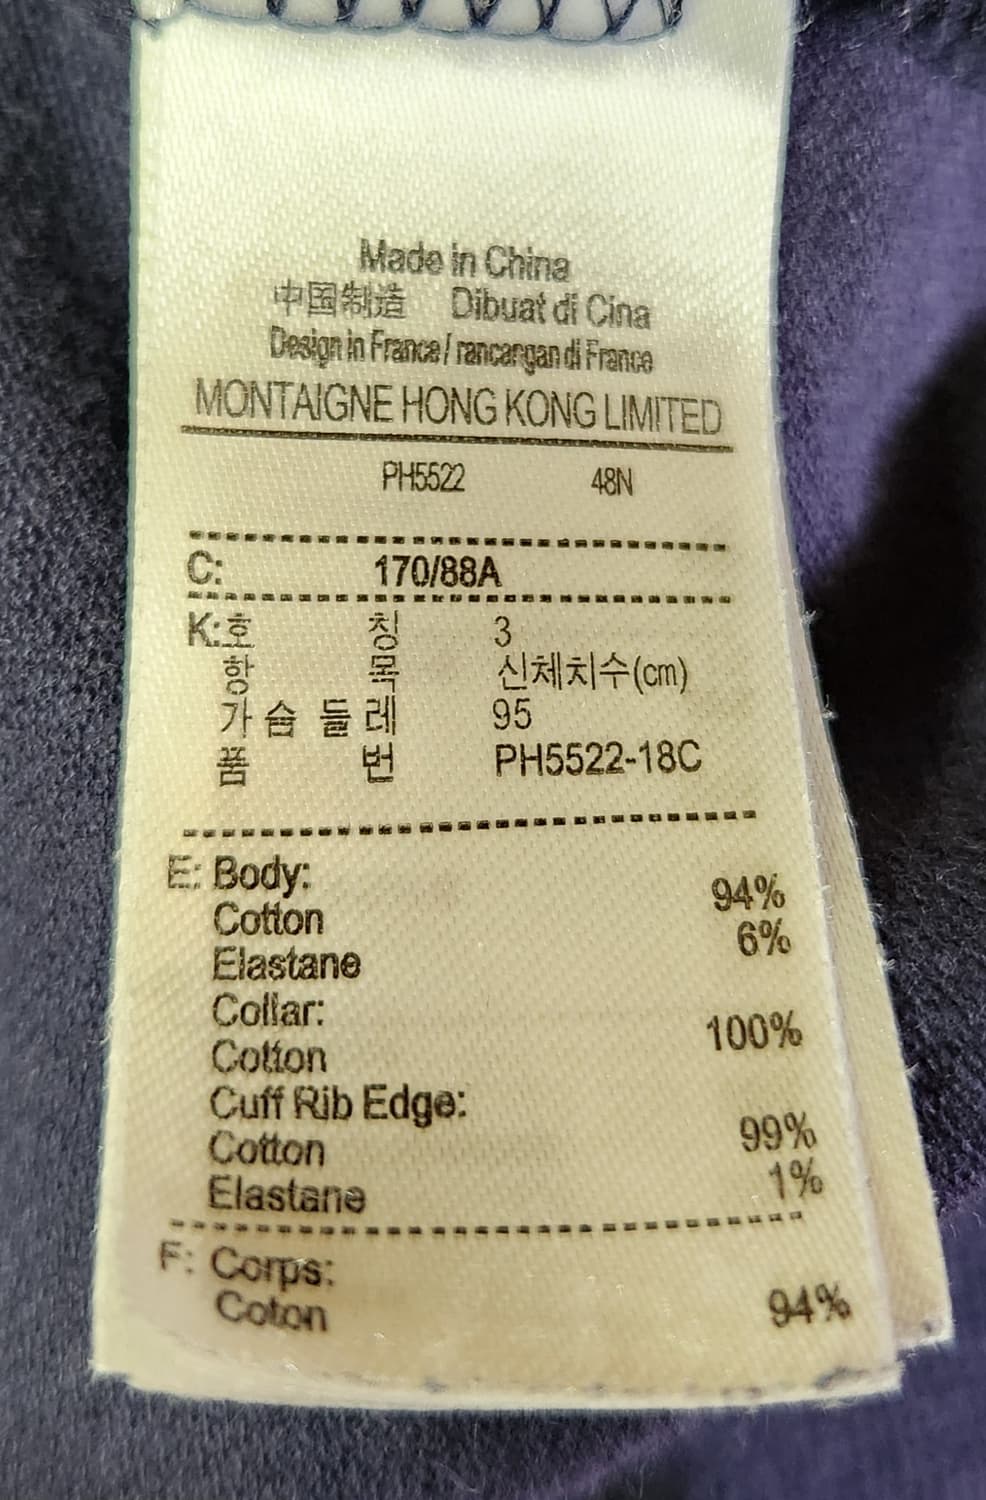 Made in China
中国制造 Dibuat di Cina
Design in France / rancangan di France
MONTAIGNE HONG KONG LIMITED
PH5522 48N
C: 170/88A
K:호 칭 3
항 목 신체치수(cm)
가 슴 들 레 95
품 번 PH5522-18C
E: Body:
Cotton 94%
Elastane 6%
Collar:
Cotton 100%
Cuff Rib Edge:
Cotton 99%
Elastane 1%
F: Corps:
Coton 94%